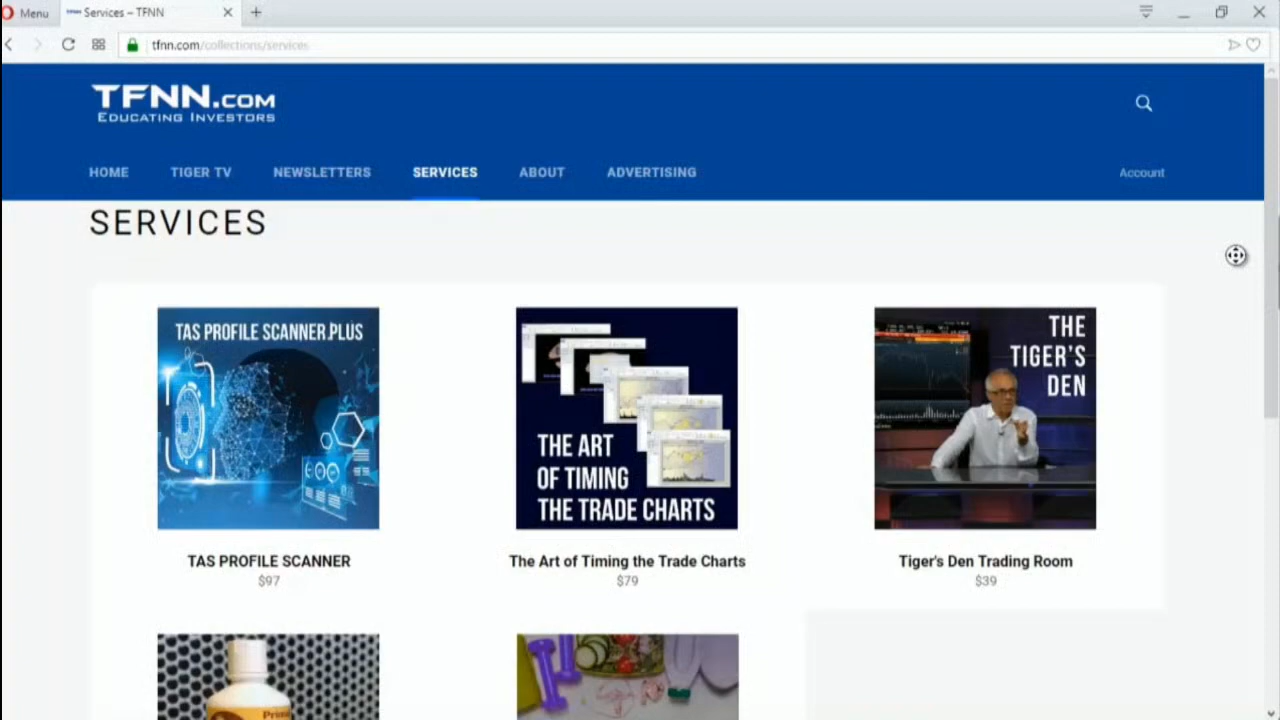 Menu
Services – TFNN
tfnn.com/collections/services
TFNN.COM
EDUCATING INVESTORS
HOME
TIGER TV
NEWSLETTERS
SERVICES
ABOUT
ADVERTISING
Account
SERVICES
TAS PROFILE SCANNER PLUS
THE ART
OF TIMING
THE TRADE CHARTS
THE
TIGER'S
DEN
TAS PROFILE SCANNER
$97
The Art of Timing the Trade Charts
$79
Tiger's Den Trading Room
$39